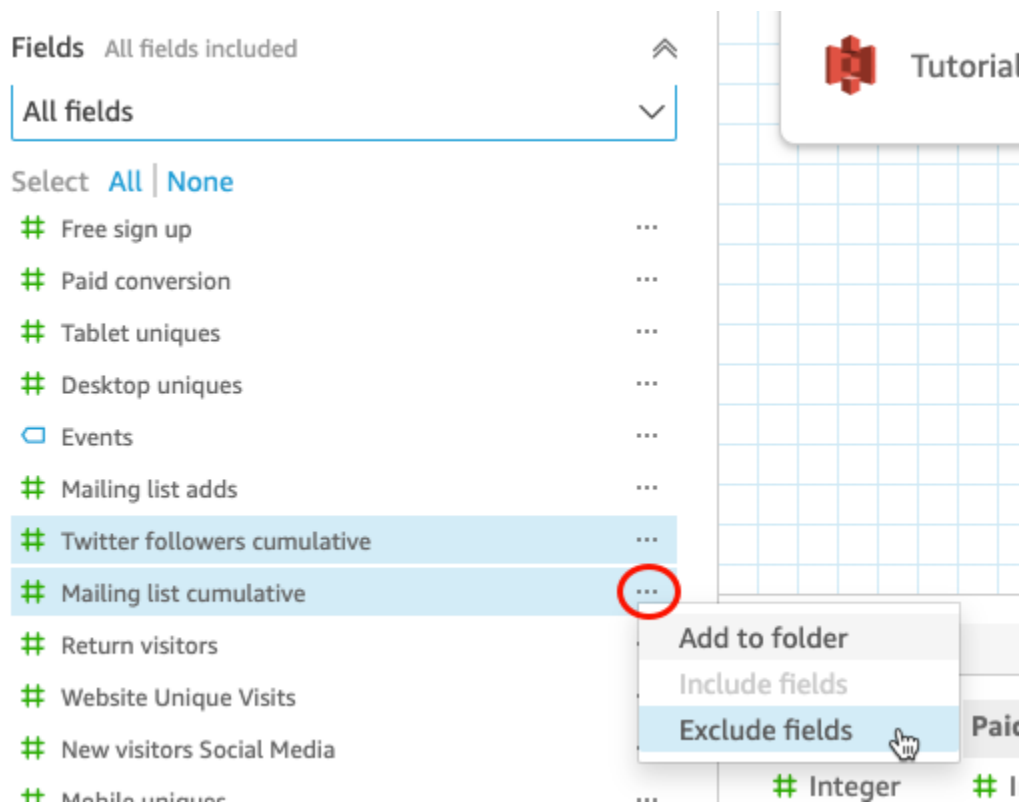 Fields All fields included
All fields
Select All None
Free sign up
Paid conversion
Tablet uniques
Desktop uniques
Events
Mailing list adds
Twitter followers cumulative
Mailing list cumulative
Return visitors
Website Unique Visits
New visitors Social Media
Mobile uniques
Tutorial
Add to folder
Include fields
Exclude fields
Integer